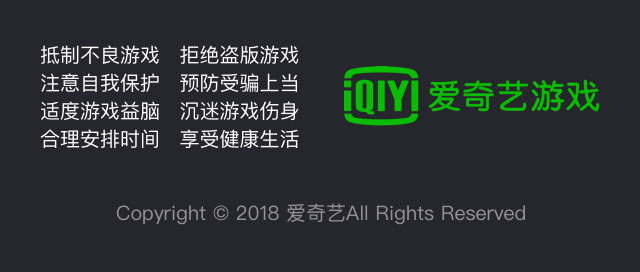 抵制不良游戏 拒绝盗版游戏
注意自我保护 预防受骗上当
适度游戏益脑 沉迷游戏伤身
合理安排时间 享受健康生活
iQIYI 爱奇艺游戏
Copyright © 2018 爱奇艺All Rights Reserved